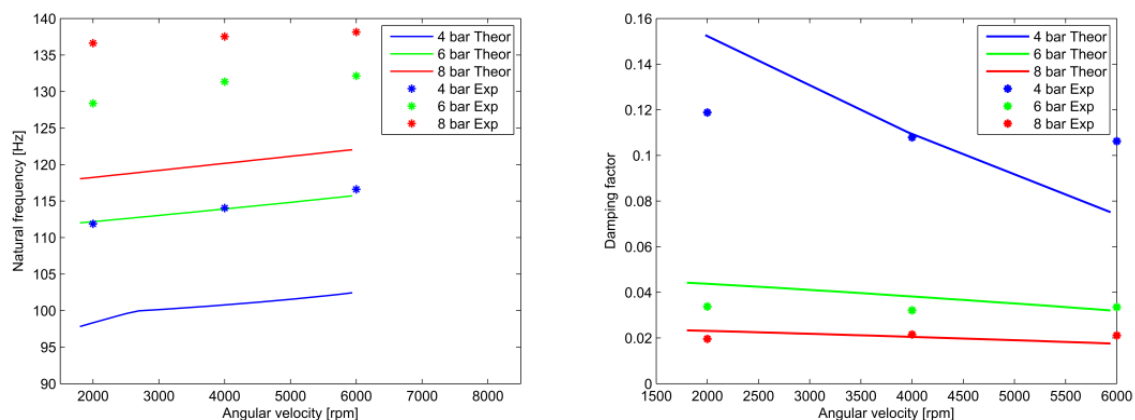 140
135
130
125
120
115
110
105
100
95
90
Natural frequency [Hz]
2000 3000 4000 5000 6000 7000 8000
Angular velocity [rpm]
4 bar Theor
6 bar Theor
8 bar Theor
4 bar Exp
6 bar Exp
8 bar Exp
0.16
0.14
0.12
0.1
0.08
0.06
0.04
0.02
0
Damping factor
1500 2000 2500 3000 3500 4000 4500 5000 5500 6000
Angular velocity [rpm]
4 bar Theor
6 bar Theor
8 bar Theor
4 bar Exp
6 bar Exp
8 bar Exp